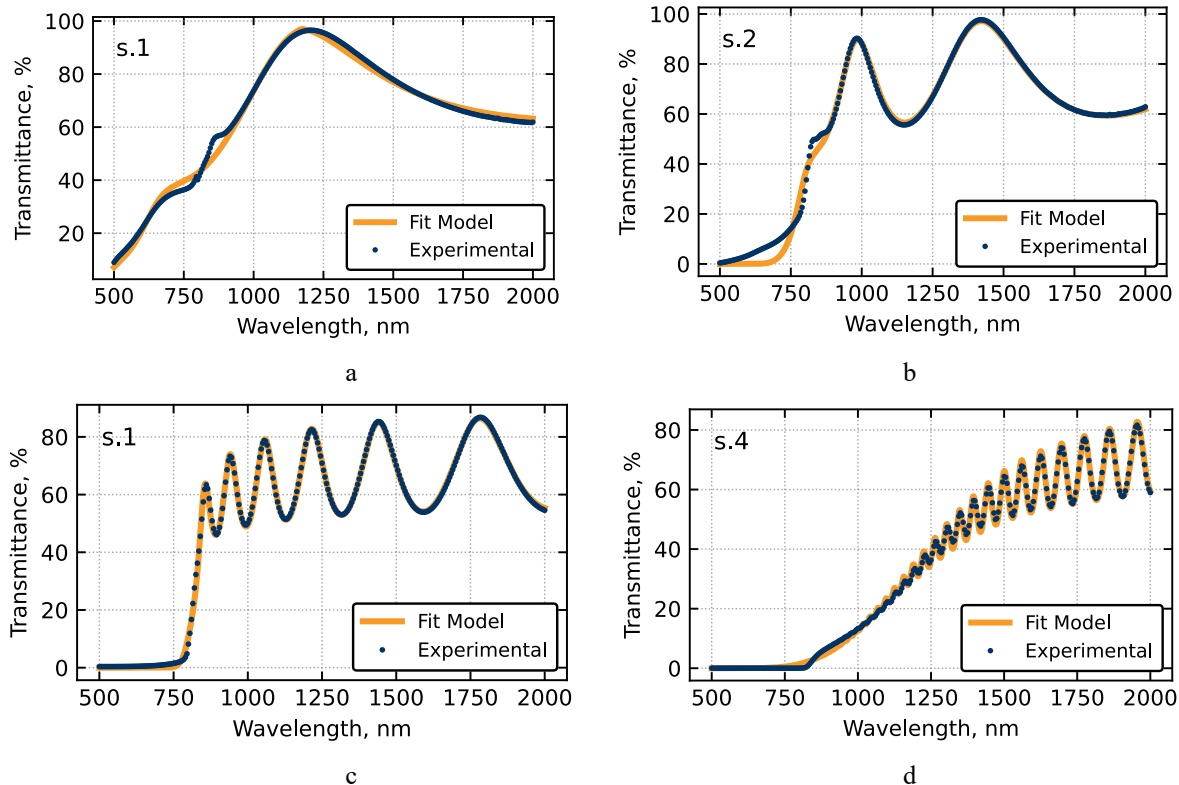 100
80
60
40
20
Transmittance, %
s.1
Fit Model
Experimental
500 750 1000 1250 1500 1750 2000
Wavelength, nm
a
100
80
60
40
20
0
Transmittance, %
s.2
Fit Model
Experimental
500 750 1000 1250 1500 1750 2000
Wavelength, nm
b
80
60
40
20
0
Transmittance, %
s.1
Fit Model
Experimental
500 750 1000 1250 1500 1750 2000
Wavelength, nm
c
80
60
40
20
0
Transmittance, %
s.4
Fit Model
Experimental
500 750 1000 1250 1500 1750 2000
Wavelength, nm
d